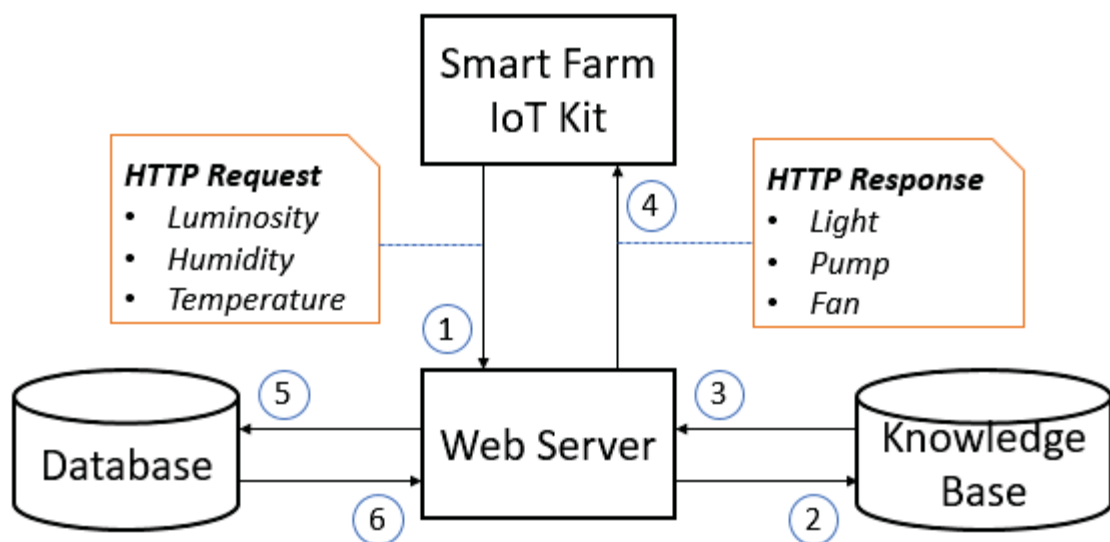 Smart Farm
IoT Kit
HTTP Request
• Luminosity
• Humidity
• Temperature
HTTP Response
• Light
• Pump
• Fan
4
1
5
3
Database
Web Server
Knowledge
Base
6
2